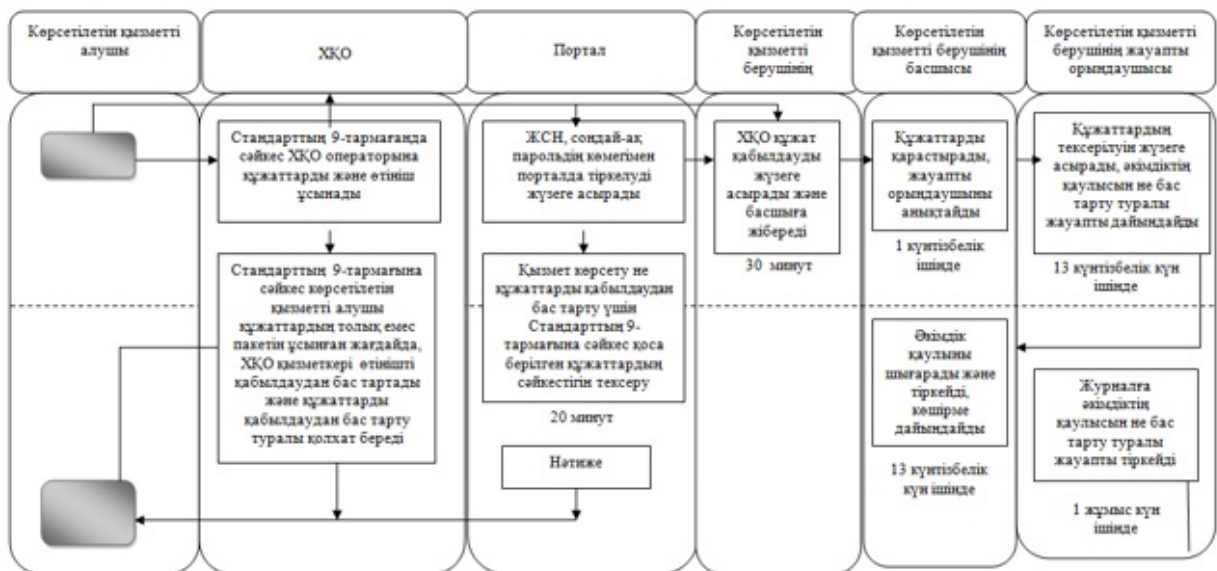 Көрсетілетін қызметті
алушы
ХҚО
Портал
Көрсетілетін
қызметті
берушінің
Көрсетілетін
қызметті берушінің
басшысы
Көрсетілетін қызметті
берушінің жауапты
орындаушысы
Стандарттың 9-тармағанда
сәйкес ХҚО операторына
құжаттарды және өтініш
ұсынады
ЖСН, сондай-ақ
парольдің көмегімен
порталда тіркелуді
жүзеге асырады
ХҚО құжат
қабылдауды
жүзеге
асырады және
басшыға
жібереді
30 минут
Құжаттарды
қарастырады,
жауапты
орындаушыны
анықтайды
1 күнтізбелік
ішінде
Құжаттардың
тексерілуін жүзеге
асырады, әкімдіктің
қаулысын не бас
тарту туралы
жауапты дайындайды
13 күнтізбелік күн
ішінде
Стандарттың 9-тармағына
сәйкес көрсетілетін
қызметті алушы
құжаттардың толық емес
пакетін ұсынған жағдайда,
ХҚО қызметкері өтінішті
қабылдаудан бас тартады
және құжаттарды
қабылдаудан бас тарту
туралы қолхат береді
Қызмет көрсету не
құжаттарды қабылдаудан
бас тарту үшін
Стандарттың 9-
тармағына сәйкес қоса
берілген құжаттардың
сәйкестігін тексеру
20 минут
Нәтиже
Әкімдік
қаулыны
шығарады және
тіркейді,
көшірме
дайындайды
13 күнтізбелік
күн ішінде
Журналға
әкімдіктің
қаулысын не бас
тарту туралы
жауапты тіркейді
1 жұмыс күн
ішінде